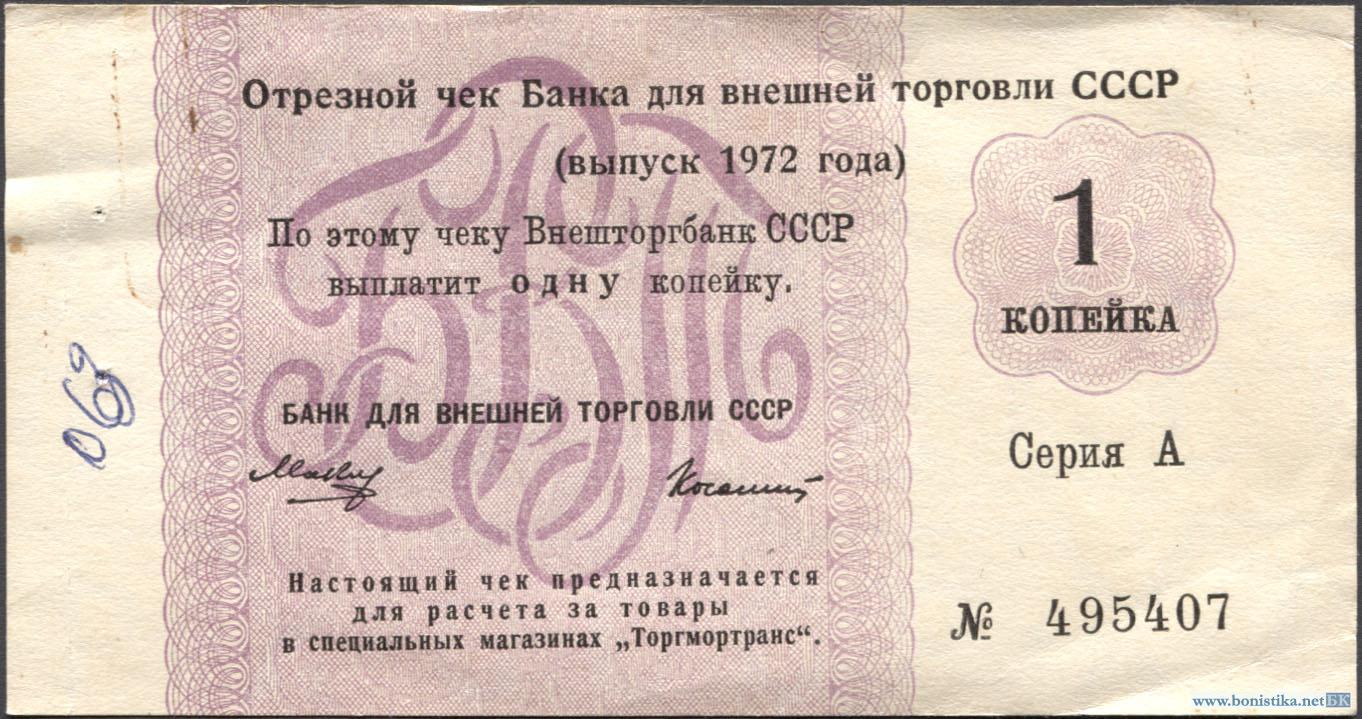 Отрезной чек Банка для внешней торговли СССР
(выпуск 1972 года)
По этому чеку Внешторгбанк СССР
выплатит одну копейку.
1
КОПЕЙКА
БАНК ДЛЯ ВНЕШНЕЙ ТОРГОВЛИ СССР
Серия А
Настоящий чек предназначается
для расчета за товары
в специальных магазинах „Торгмортранс“.
№ 495407
063
www.bonistika.net БК